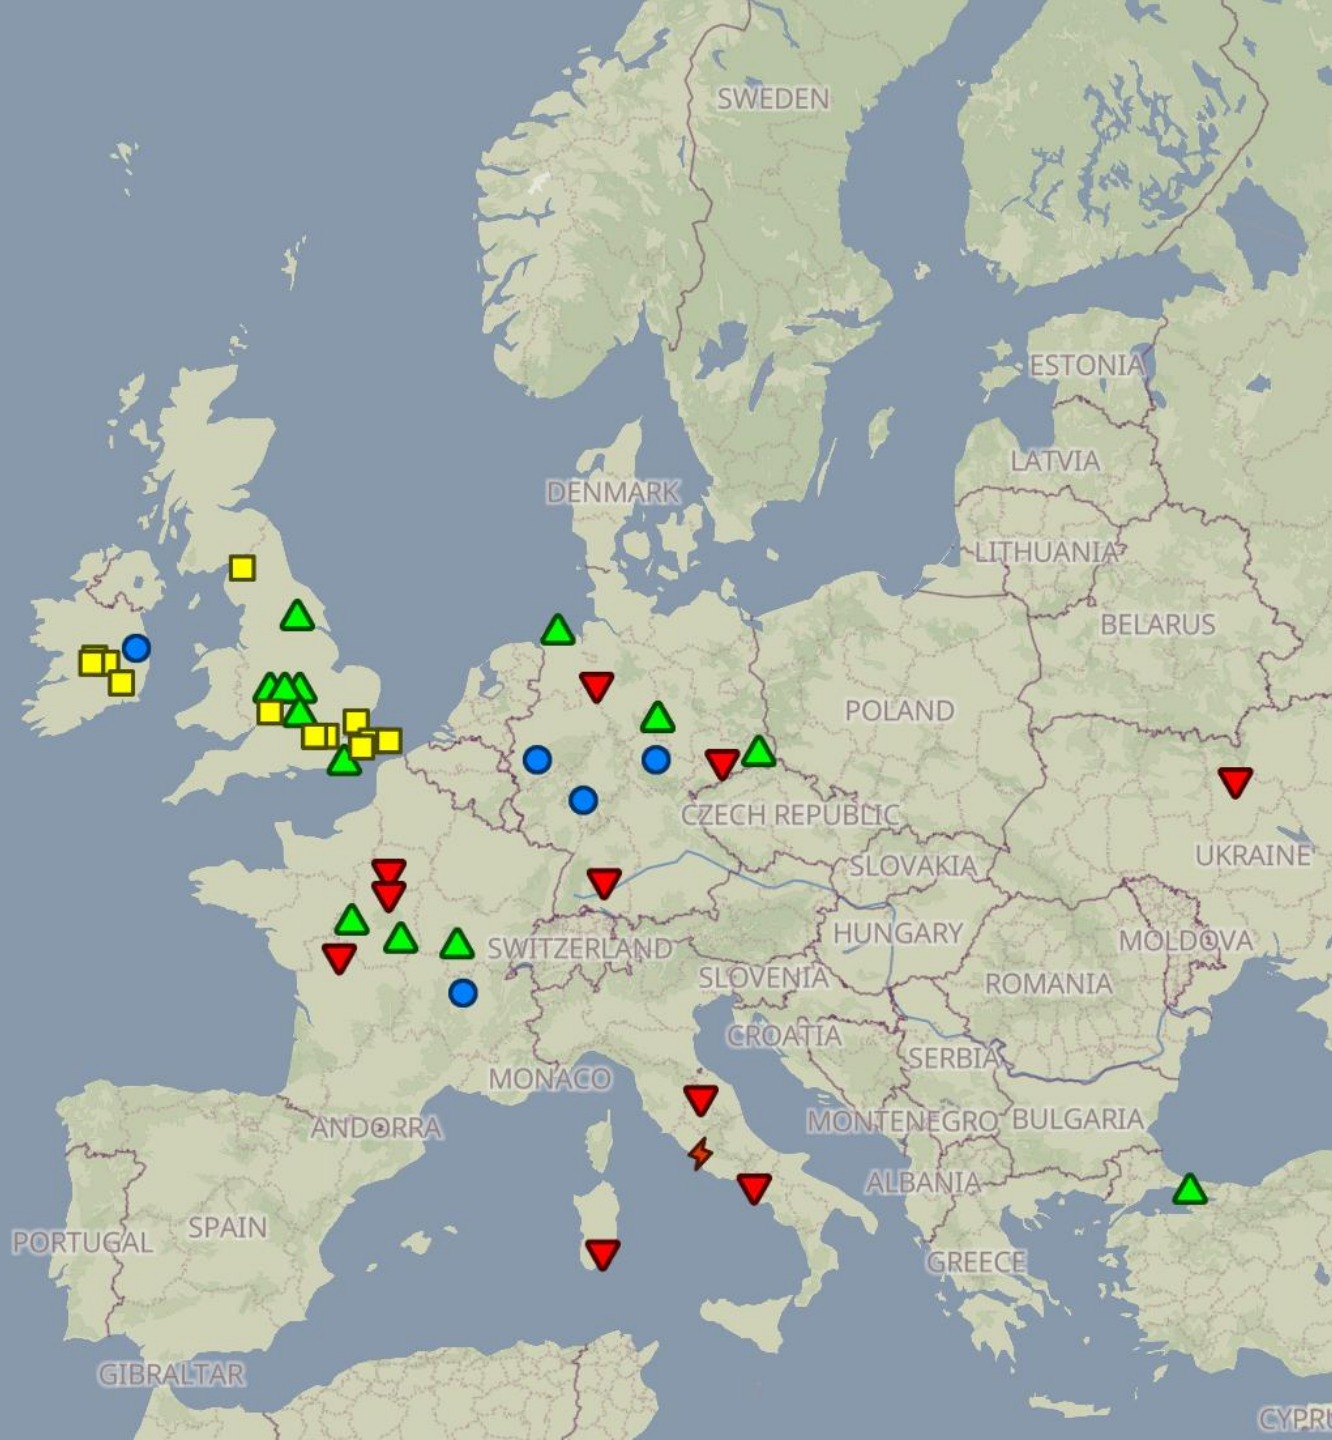 SWEDEN
ESTONIA
LATVIA
DENMARK
LITHUANIA
BELARUS
POLAND
CZECH REPUBLIC
UKRAINE
SLOVAKIA
HUNGARY
MOLDOVA
SWITZERLAND
SLOVENIA
ROMANIA
CROATIA
SERBIA
MONACO
MONTENEGRO
BULGARIA
ANDORRA
ALBANIA
SPAIN
PORTUGAL
GREECE
GIBRALTAR
CYPRU